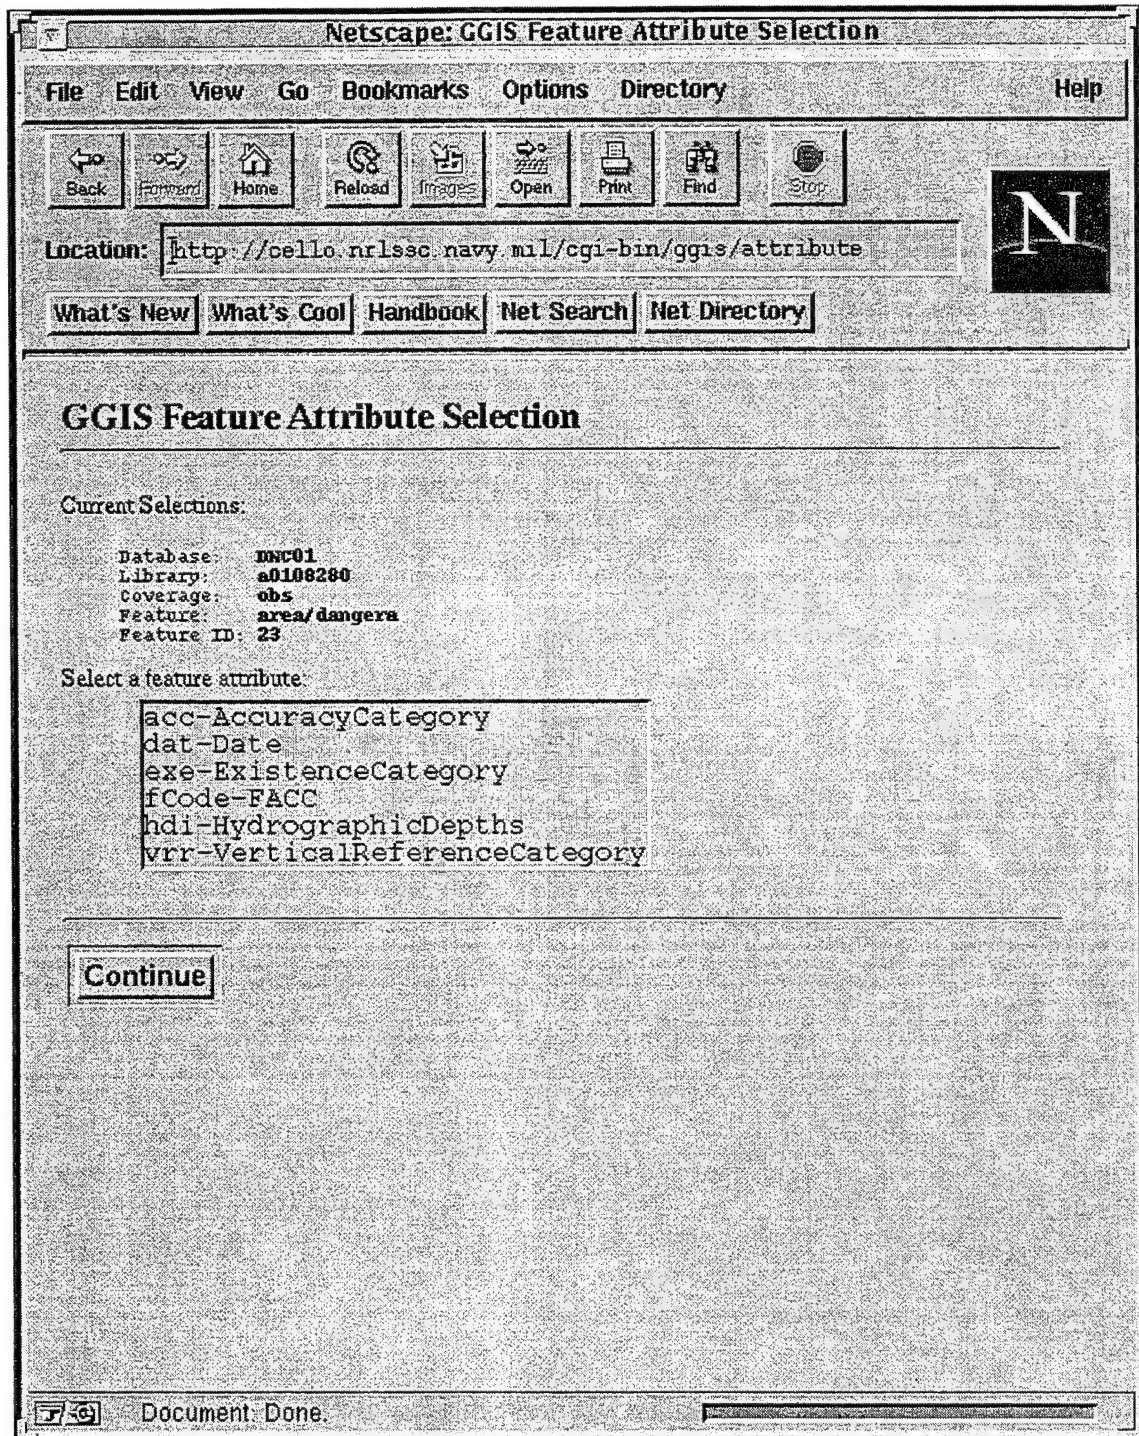 Netscape: GGIS Feature Attribute Selection
File Edit View Go Bookmarks Options Directory Help
Back Forward Home Reload Images Open Print Find Stop
N
Location: http://cello.nrlssc.navy.mil/cgi-bin/ggis/attribute
What's New What's Cool Handbook Net Search Net Directory
GGIS Feature Attribute Selection
Current Selections:
Database: DNC01
Library: a0108280
Coverage: obs
Feature: area/dangera
Feature ID: 23
Select a feature attribute:
acc-AccuracyCategory
dat-Date
exe-ExistenceCategory
fCode-FACC
hdi-HydrographicDepths
vrr-VerticalReferenceCategory
Continue
Document: Done.